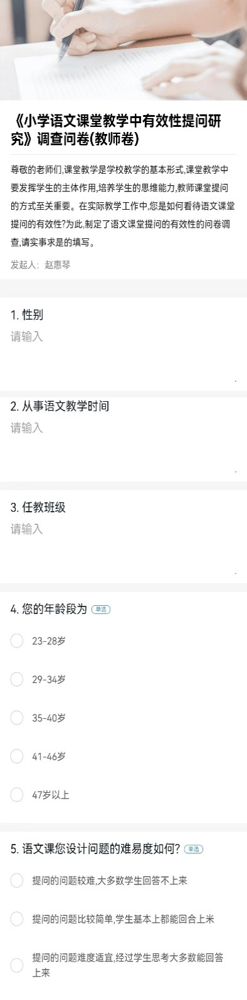 《小学语文课堂教学中有效性提问研
究》调查问卷(教师卷)
尊敬的老师们,课堂教学是学校教学的基本形式,课堂教学中
要发挥学生的主体作用,培养学生的思维能力,教师课堂提问
的方式至关重要。在实际教学工作中,您是如何看待语文课堂
提问的有效性?为此,制定了语文课堂提问的有效性的问卷调
查,请实事求是的填写。
发起人：赵惠琴
1. 性别
请输入
2. 从事语文教学时间
请输入
3. 任教班级
请输入
4. 您的年龄段为 单选
23-28岁
29-34岁
35-40岁
41-46岁
47岁以上
5. 语文课您设计问题的难易度如何? 单选
提问的问题较难,大多数学生回答不上来
提问的问题比较简单,学生基本上都能回合上米
提问的问题难度适宜,经过学生思考大多数能回答
上来